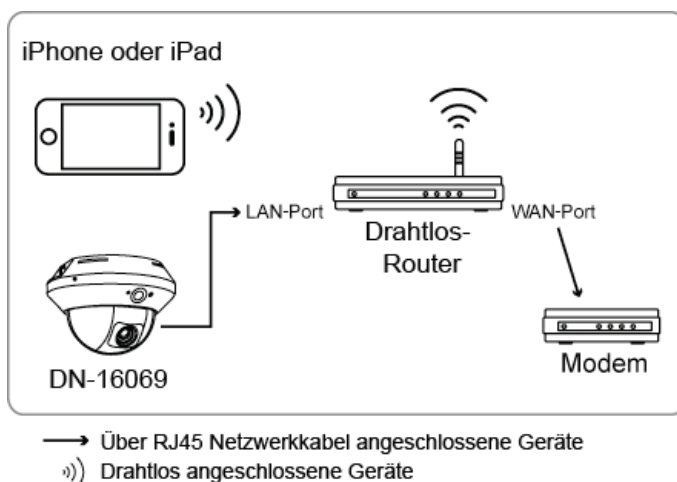 iPhone oder iPad
LAN-Port
WAN-Port
Drahtlos-
Router
DN-16069
Modem
Über RJ45 Netzwerkkabel angeschlossene Geräte
Drahtlos angeschlossene Geräte